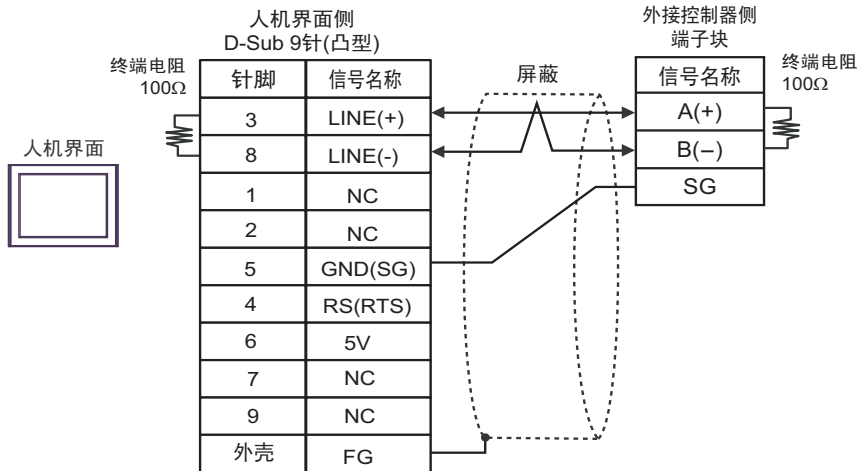 人机界面侧
D-Sub 9针(凸型)
外接控制器侧
端子块
终端电阻
100Ω
屏蔽
终端电阻
100Ω
人机界面
针脚 信号名称
3 LINE(+)
8 LINE(-)
1 NC
2 NC
5 GND(SG)
4 RS(RTS)
6 5V
7 NC
9 NC
外壳 FG
信号名称
A(+)
B(–)
SG